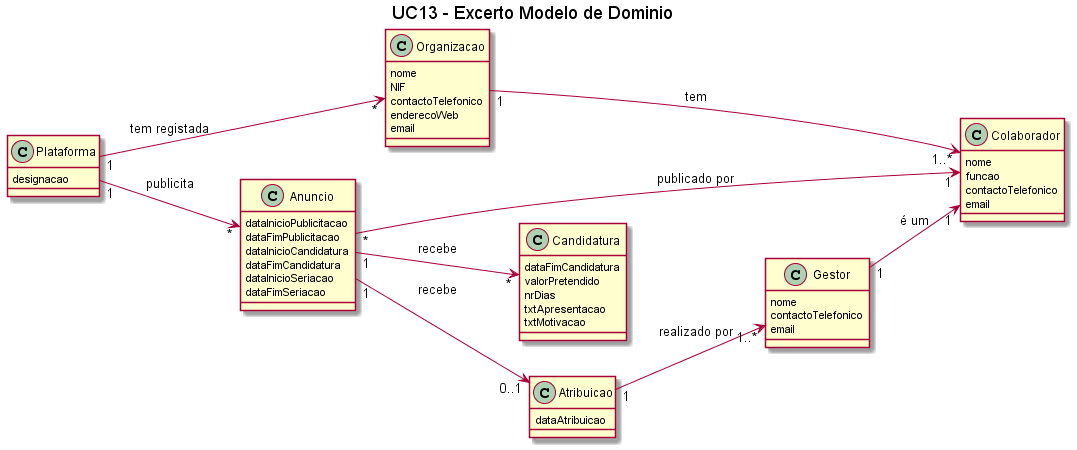 UC13 - Excerto Modelo de Dominio
C Plataforma
designacao
C Organizacao
nome
NIF
contactoTelefonico
enderecoWeb
email
C Colaborador
nome
funcao
contactoTelefonico
email
C Anuncio
dataInicioPublicitacao
dataFimPublicitacao
dataInicioCandidatura
dataFimCandidatura
dataInicioSeriacao
dataFimSeriacao
C Candidatura
dataFimCandidatura
valorPretendido
nrDias
txtApresentacao
txtMotivacao
C Gestor
nome
contactoTelefonico
email
C Atribuicao
dataAtribuicao
tem registada
1
*
publicita
1
*
tem
1
1..*
publicado por
*
1
recebe
1
*
recebe
1
0..1
realizado por
1
1..*
é um
1
1